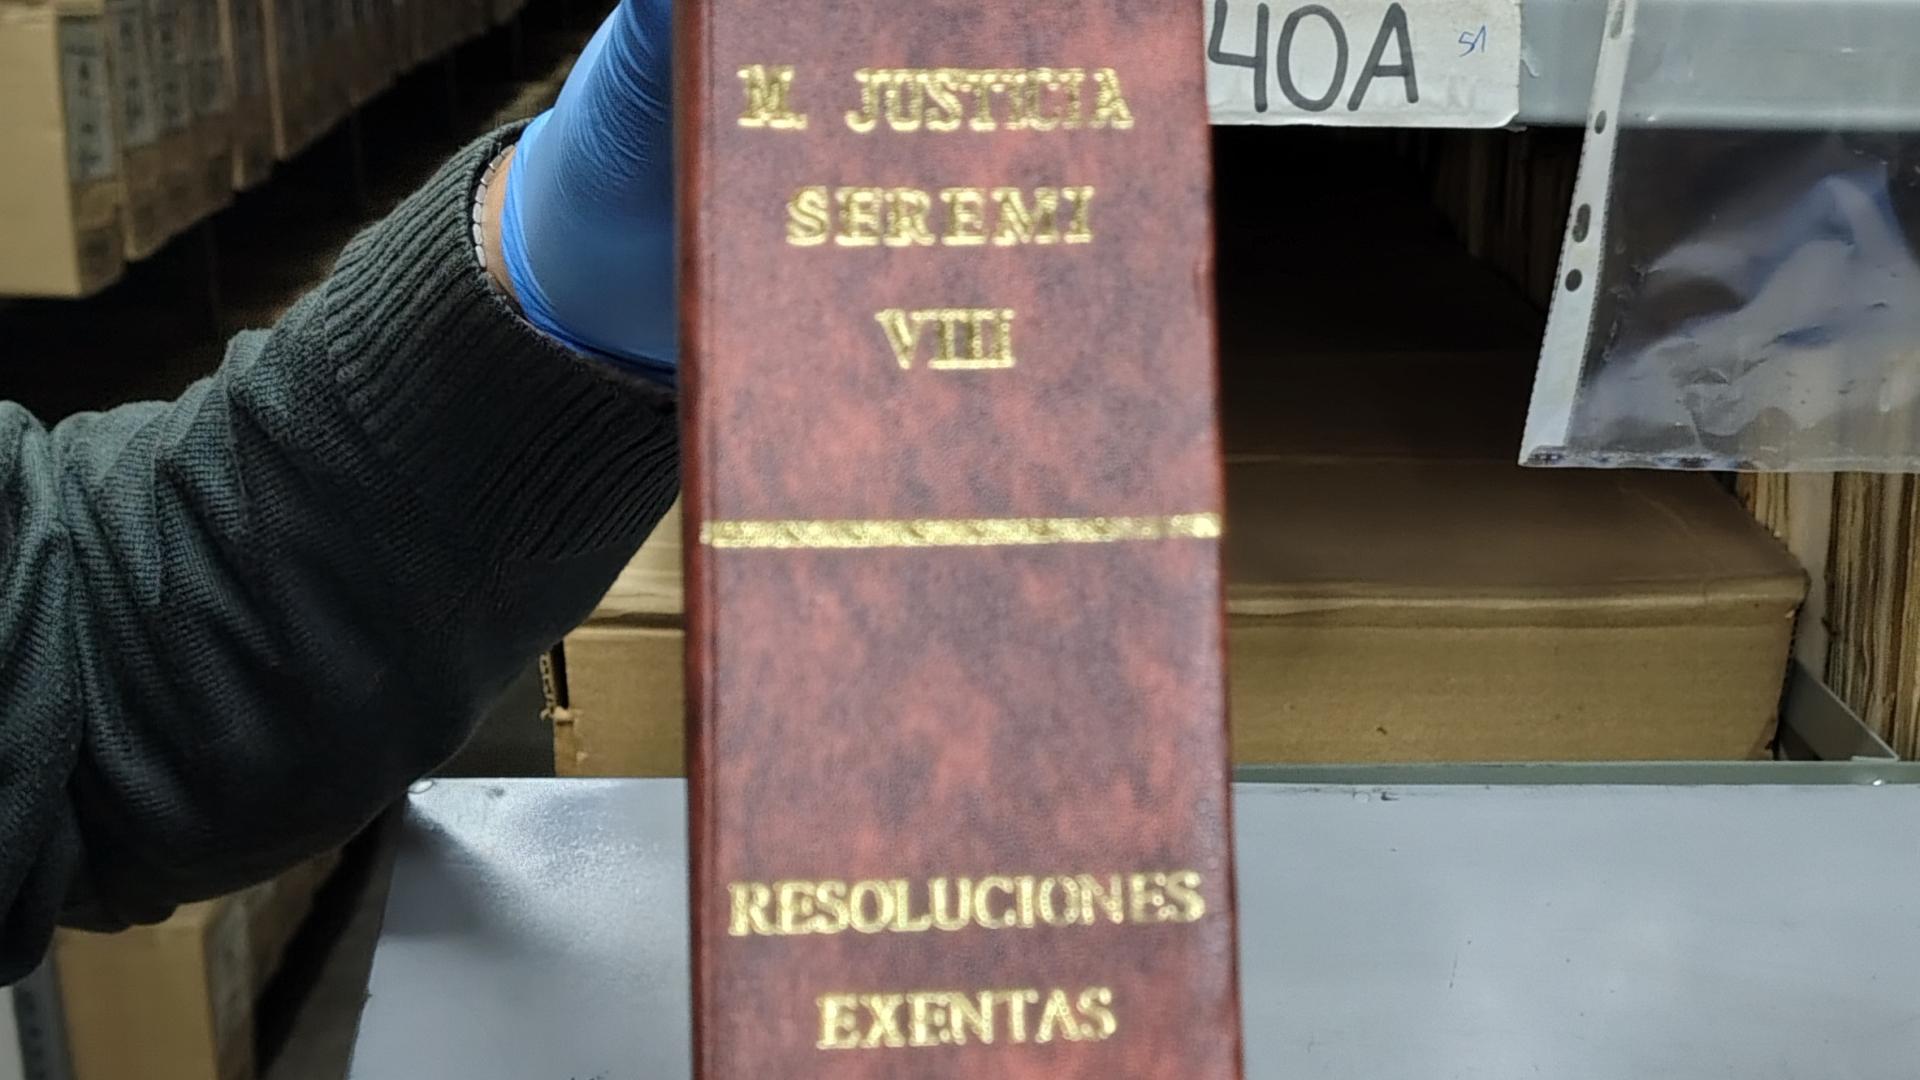 40A
51
M. JUSTICIA
SEREMI
VIII
RESOLUCIONES
EXENTAS